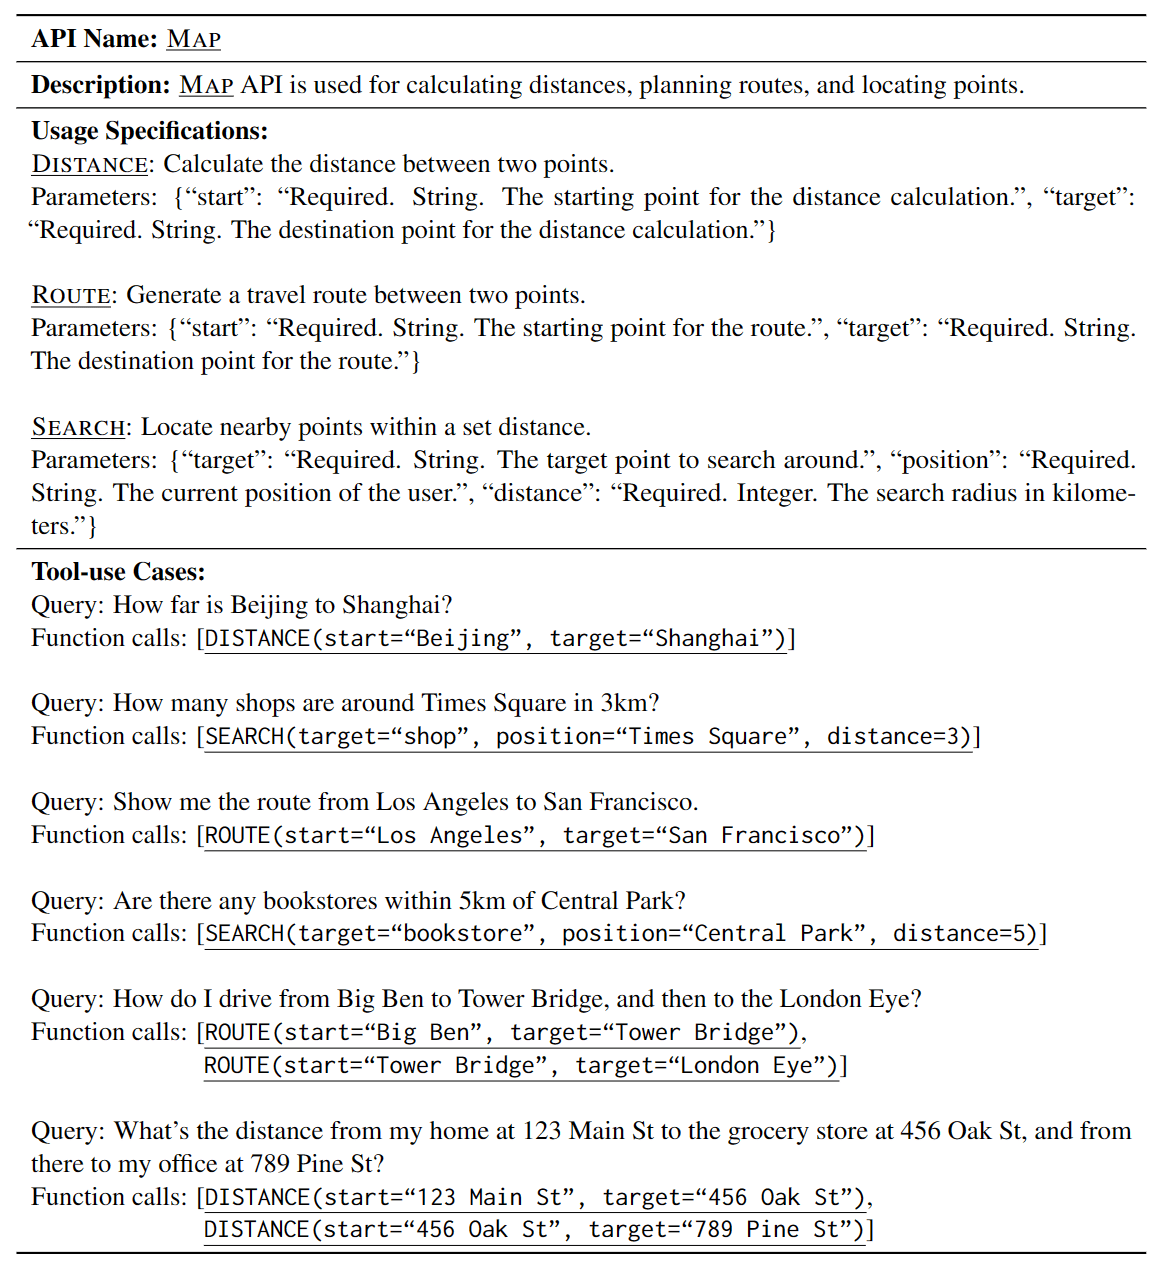 API Name: MAP
Description: MAP API is used for calculating distances, planning routes, and locating points.
Usage Specifications:
DISTANCE: Calculate the distance between two points.
Parameters: {“start”: “Required. String. The starting point for the distance calculation.”, “target”:
“Required. String. The destination point for the distance calculation.”}
ROUTE: Generate a travel route between two points.
Parameters: {“start”: “Required. String. The starting point for the route.”, “target”: “Required. String.
The destination point for the route.”}
SEARCH: Locate nearby points within a set distance.
Parameters: {“target”: “Required. String. The target point to search around.”, “position”: “Required.
String. The current position of the user.”, “distance”: “Required. Integer. The search radius in kilome-
ters.”}
Tool-use Cases:
Query: How far is Beijing to Shanghai?
Function calls: [DISTANCE(start=“Beijing”, target=“Shanghai”)]
Query: How many shops are around Times Square in 3km?
Function calls: [SEARCH(target=“shop”, position=“Times Square”, distance=3)]
Query: Show me the route from Los Angeles to San Francisco.
Function calls: [ROUTE(start=“Los Angeles”, target=“San Francisco”)]
Query: Are there any bookstores within 5km of Central Park?
Function calls: [SEARCH(target=“bookstore”, position=“Central Park”, distance=5)]
Query: How do I drive from Big Ben to Tower Bridge, and then to the London Eye?
Function calls: [ROUTE(start=“Big Ben”, target=“Tower Bridge”),
ROUTE(start=“Tower Bridge”, target=“London Eye”)]
Query: What’s the distance from my home at 123 Main St to the grocery store at 456 Oak St, and from
there to my office at 789 Pine St?
Function calls: [DISTANCE(start=“123 Main St”, target=“456 Oak St”),
DISTANCE(start=“456 Oak St”, target=“789 Pine St”)]